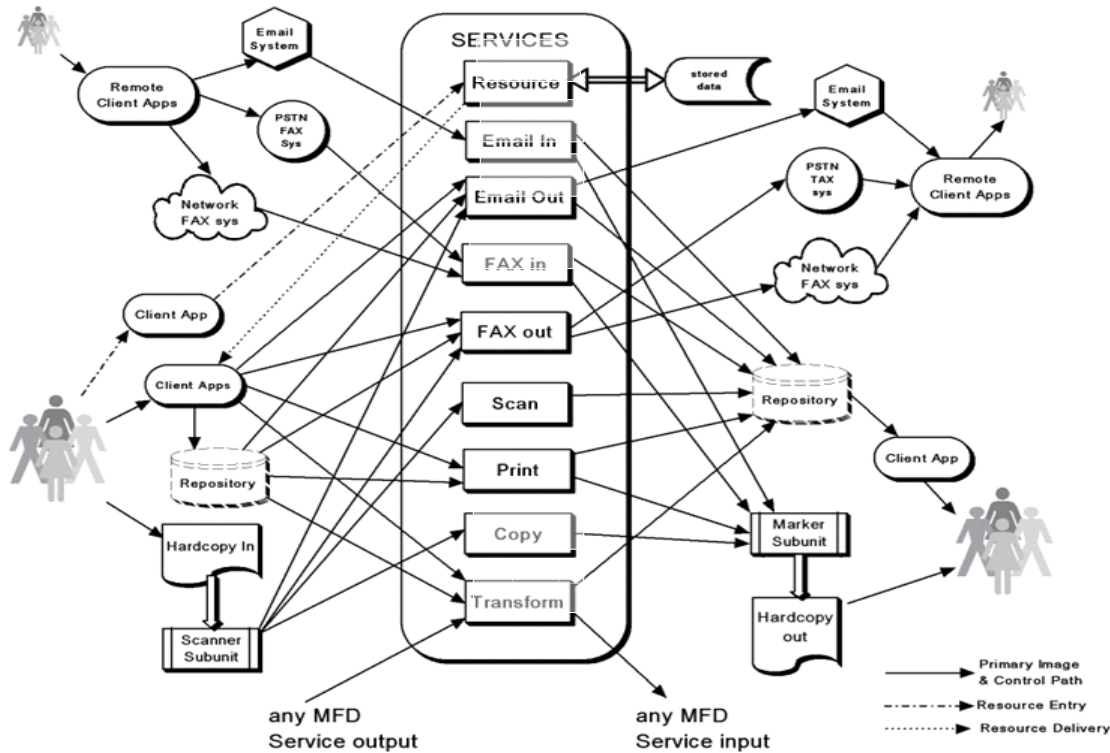 SERVICES
Email
System
Resource
stored
data
Remote
Client Apps
PSTN
FAX
Sys
Email
System
Email In
Network
FAX sys
Email Out
PSTN
TAX
sys
Remote
Client Apps
FAX in
Network
FAX sys
Client App
FAX out
Client Apps
Scan
Repository
Repository
Print
Client App
Hardcopy In
Copy
Marker
Subunit
Transform
Scanner
Subunit
Hardcopy
out
any MFD
Service output
any MFD
Service input
Primary Image
& Control Path
Resource Entry
Resource Delivery